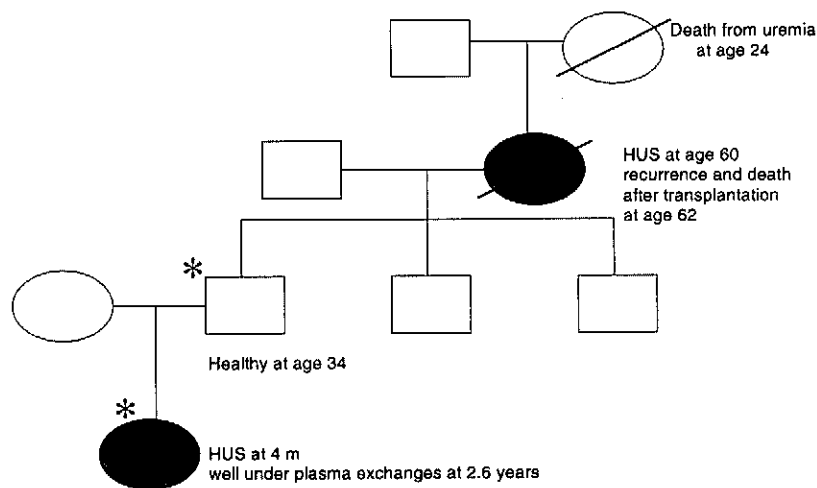 Death from uremia
at age 24
HUS at age 60
recurrence and death
after transplantation
at age 62
*
Healthy at age 34
*
HUS at 4 m
well under plasma exchanges at 2.6 years